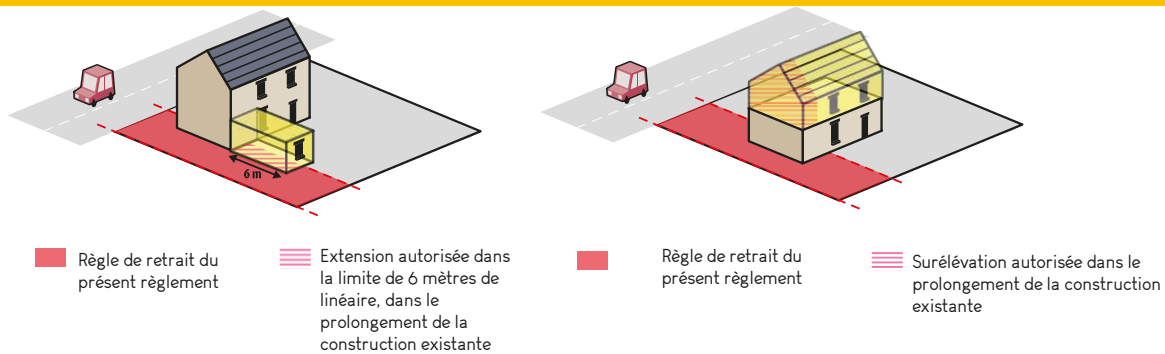 6 m
Règle de retrait du
présent règlement
Extension autorisée dans
la limite de 6 mètres de
linéaire, dans le
prolongement de la
construction existante
Règle de retrait du
présent règlement
Surélévation autorisée dans le
prolongement de la construction
existante